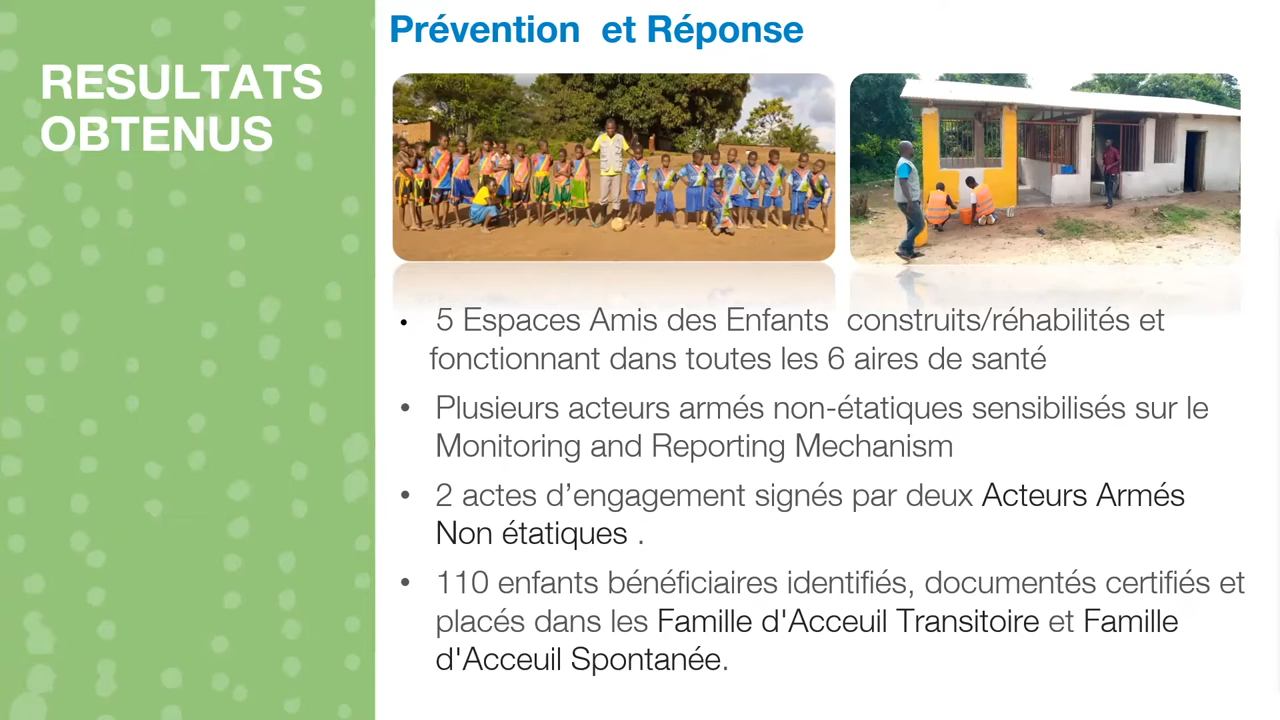 RESULTATS
OBTENUS
Prévention et Réponse
• 5 Espaces Amis des Enfants construits/réhabilités et
fonctionnant dans toutes les 6 aires de santé
• Plusieurs acteurs armés non-étatiques sensibilisés sur le
Monitoring and Reporting Mechanism
• 2 actes d’engagement signés par deux Acteurs Armés
Non étatiques .
• 110 enfants bénéficiaires identifiés, documentés certifiés et
placés dans les Famille d'Acceuil Transitoire et Famille
d'Acceuil Spontanée.